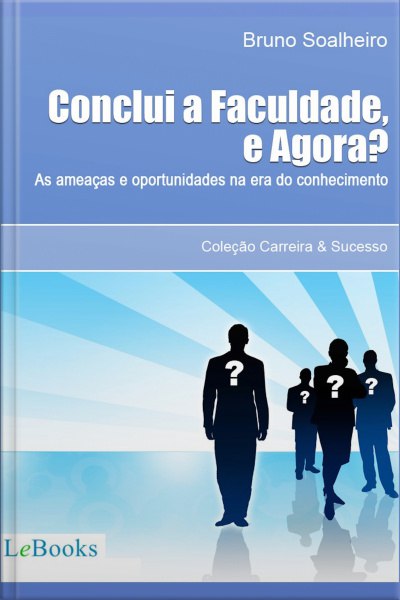 Bruno Soalheiro
Conclui a Faculdade,
e Agora?
As ameaças e oportunidades na era do conhecimento
Coleção Carreira & Sucesso
?
?
?
?
LeBooks